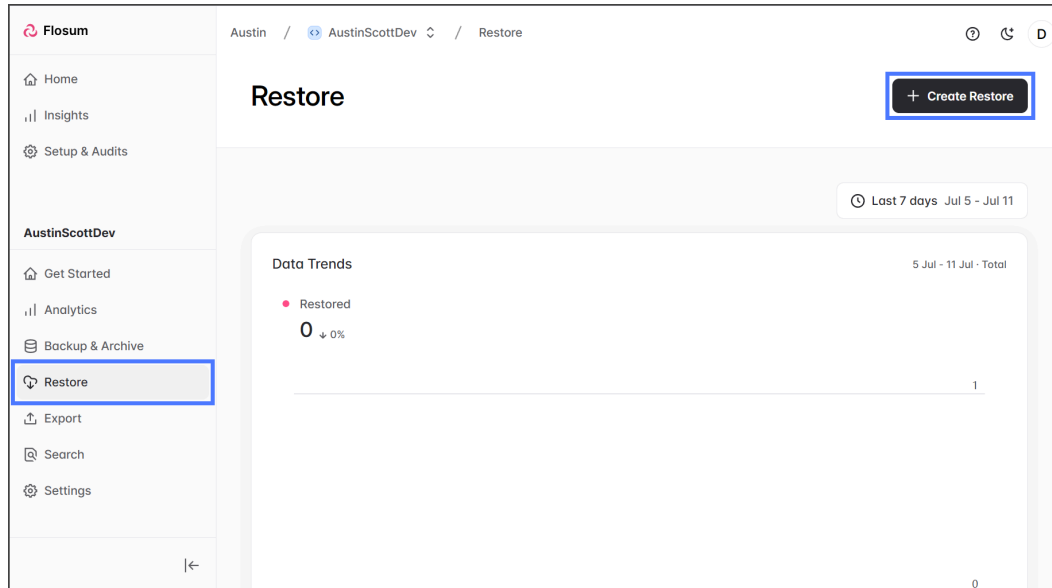 Flosum
Austin / AustinScottDev / Restore
D
Home
Insights
Setup & Audits
AustinScottDev
Get Started
Analytics
Backup & Archive
Restore
Export
Search
Settings
Restore
+ Create Restore
Last 7 days Jul 5 - Jul 11
Data Trends
5 Jul - 11 Jul · Total
Restored
0 ↓ 0%
1
0